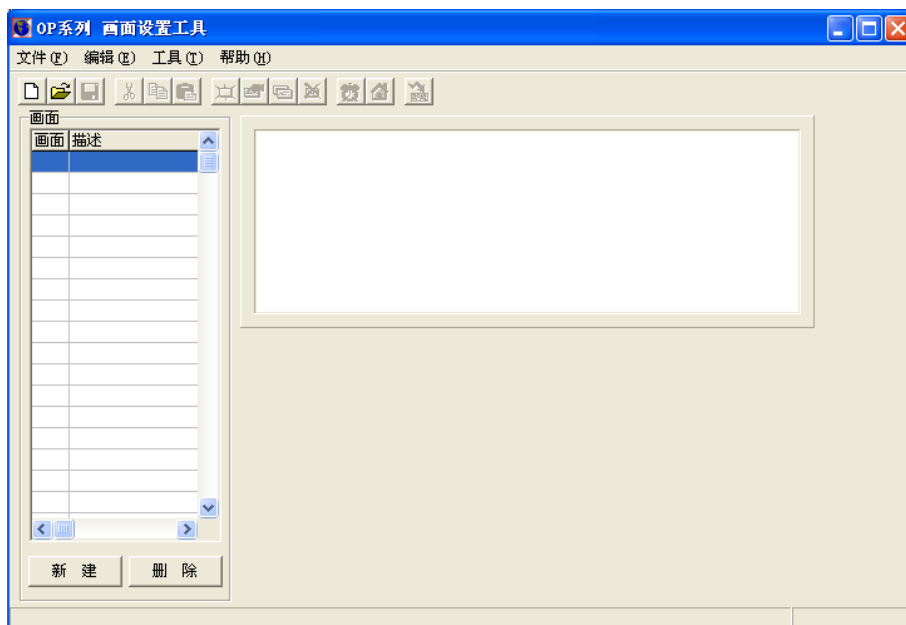 OP系列 画面设置工具
文件(F) 编辑(E) 工具(T) 帮助(H)
画面
画面 描述
新 建 删 除